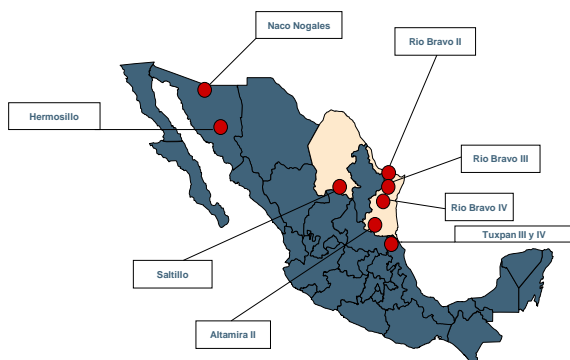 Naco Nogales
Rio Bravo II
Hermosillo
Rio Bravo III
Rio Bravo IV
Tuxpan III y IV
Saltillo
Altamira II